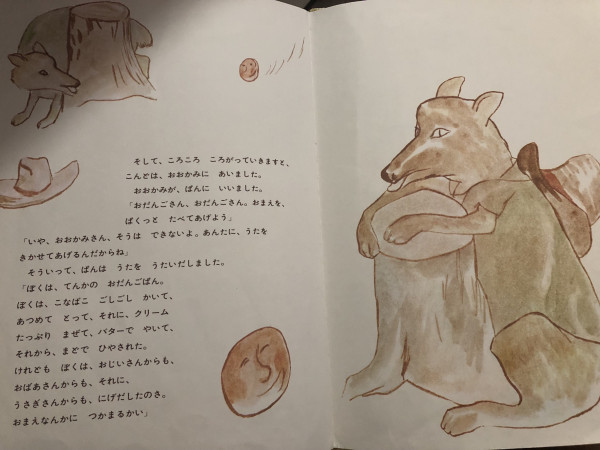 そして、ころころ　ころがっていきますと、
こんどは、おおかみに　あいました。
おおかみが、ぱんに　いいました。
「おだんごさん、おだんごさん。おまえを、
ぱくっと　たべてあげよう」
「いや、おおかみさん、そうは　できないよ。あんたに、うたを
きかせてあげるんだからね」
そういって、ぱんは　うたを　うたいだしました。
「ぼくは、てんかの　おだんごぱん。
ぼくは、こなばこ　ごしごし　かいて、
あつめて　とって、それに、クリーム
たっぷり　まぜて、バターで　やいて、
それから、まどで　ひやされた。
けれども　ぼくは、おじいさんからも、
おばあさんからも、それに、
うさぎさんからも、にげだしたのさ。
おまえなんかに　つかまるかい」